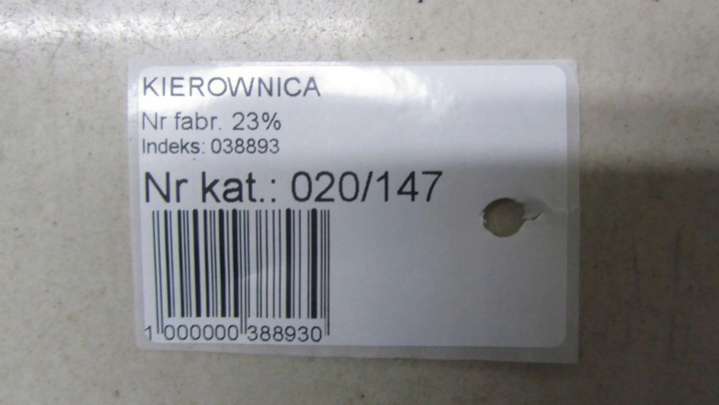 KIEROWNICA
Nr fabr. 23%
Indeks: 038893
Nr kat.: 020/147
1 000000 388930